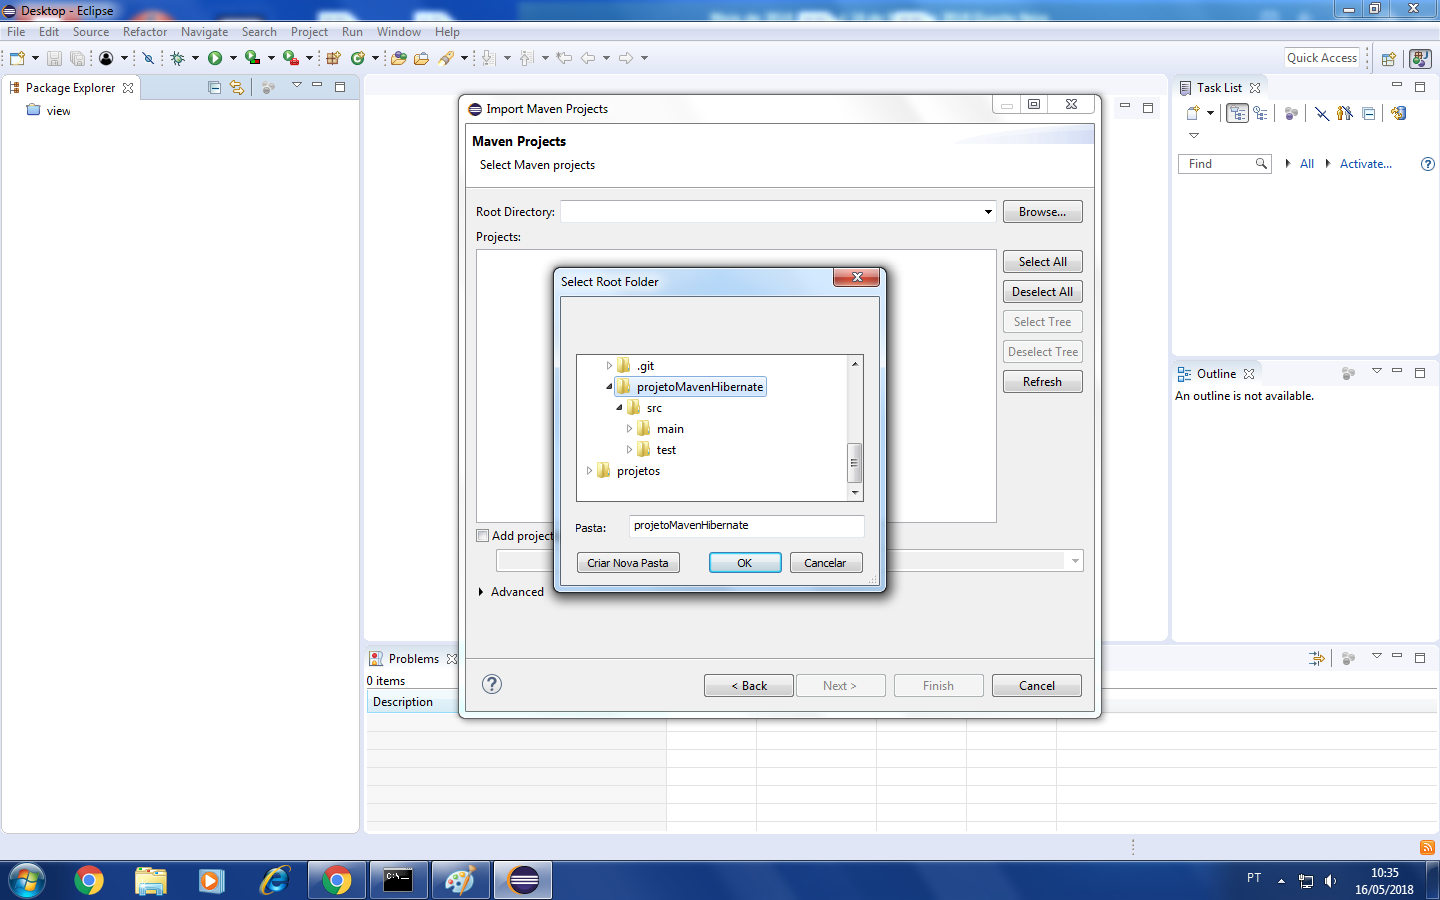 Desktop - Eclipse
File Edit Source Refactor Navigate Search Project Run Window Help
Quick Access
Package Explorer
view
Import Maven Projects
Maven Projects
Select Maven projects
Root Directory:
Browse...
Projects:
Select All
Deselect All
Select Tree
Deselect Tree
Refresh
Select Root Folder
.git
projetoMavenHibernate
src
main
test
projetos
Pasta: projetoMavenHibernate
Criar Nova Pasta OK Cancelar
Add project
Advanced
< Back Next > Finish Cancel
Task List
Find All Activate...
Outline
An outline is not available.
Problems
0 items
Description
PT
10:35
16/05/2018